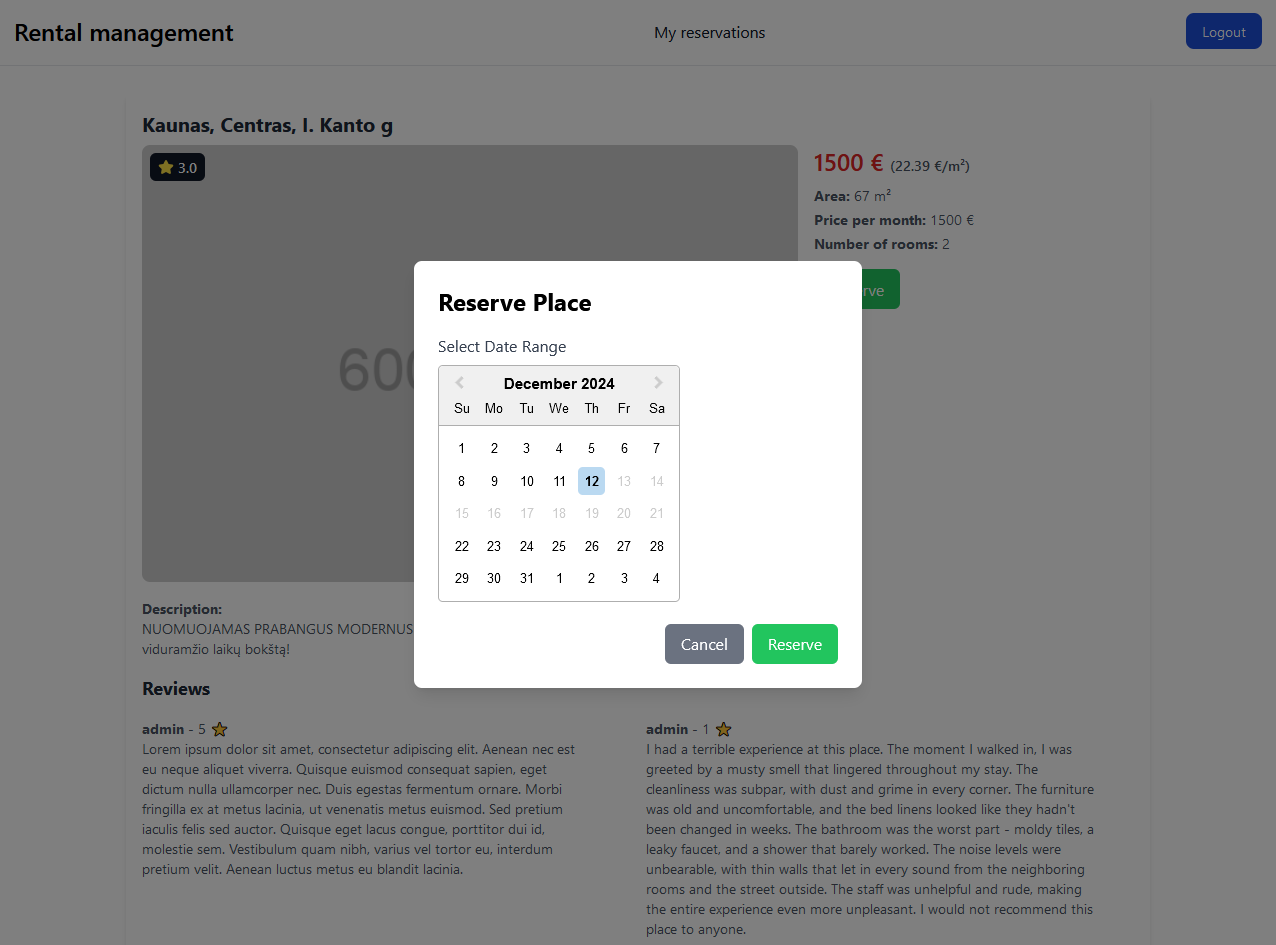 Rental management
My reservations
Logout
Kaunas, Centras, I. Kanto g
3.0
1500 € (22.39 €/m²)
Area: 67 m²
Price per month: 1500 €
Number of rooms: 2
Reserve Place
Select Date Range
December 2024
Su Mo Tu We Th Fr Sa
1 2 3 4 5 6 7
8 9 10 11 12 13 14
15 16 17 18 19 20 21
22 23 24 25 26 27 28
29 30 31 1 2 3 4
Cancel
Reserve
Description:
NUOMUOJAMAS PRABANGUS MODERNUS
viduramžio laikų bokštą!
Reviews
admin - 5
Lorem ipsum dolor sit amet, consectetur adipiscing elit. Aenean nec est
eu neque aliquet viverra. Quisque euismod consequat sapien, eget
dictum nulla ullamcorper nec. Duis egestas fermentum ornare. Morbi
fringilla ex at metus lacinia, ut venenatis metus euismod. Sed pretium
iaculis felis sed auctor. Quisque eget lacus congue, porttitor dui id,
molestie sem. Vestibulum quam nibh, varius vel tortor eu, interdum
pretium velit. Aenean luctus metus eu blandit lacinia.
admin - 1
I had a terrible experience at this place. The moment I walked in, I was
greeted by a musty smell that lingered throughout my stay. The
cleanliness was subpar, with dust and grime in every corner. The furniture
was old and uncomfortable, and the bed linens looked like they hadn't
been changed in weeks. The bathroom was the worst part - moldy tiles, a
leaky faucet, and a shower that barely worked. The noise levels were
unbearable, with thin walls that let in every sound from the neighboring
rooms and the street outside. The staff was unhelpful and rude, making
the entire experience even more unpleasant. I would not recommend this
place to anyone.